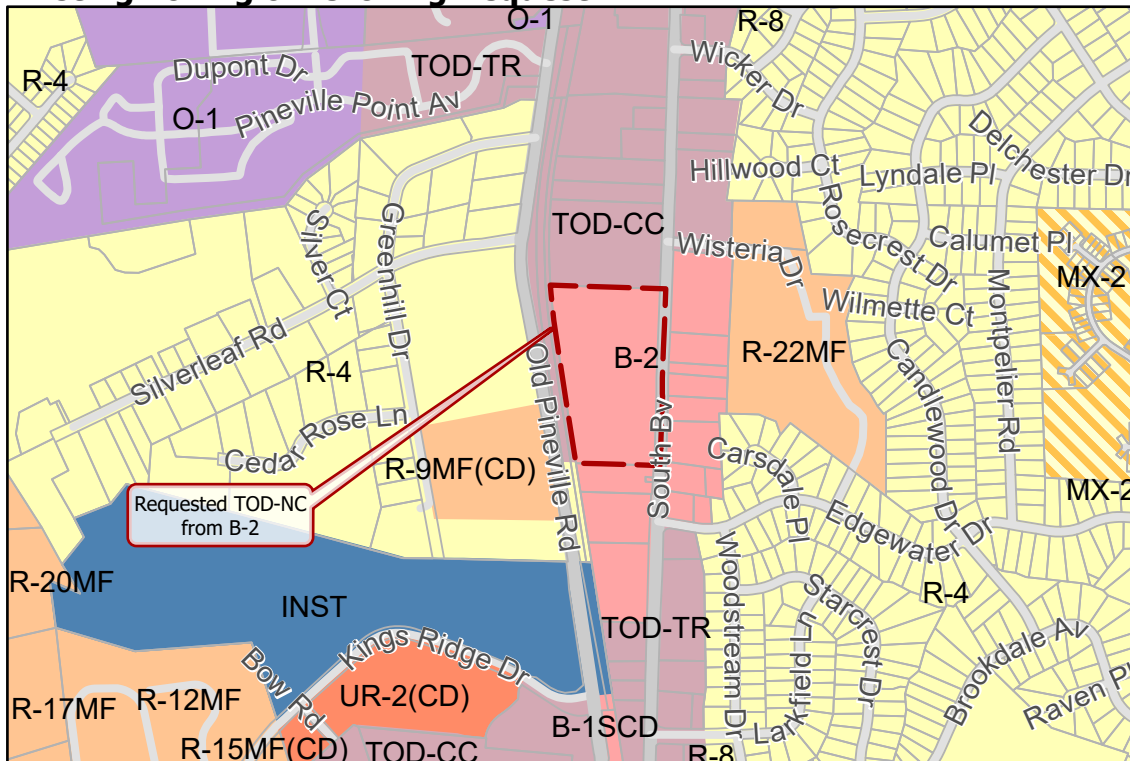 O-1
R-8
R-4
Dupont Dr
TOD-TR
Wicker Dr
O-1
Pineville Point Av
Delchester Dr
Hillwood Ct
Lyndale Pl
Silver Ct
Greenhill Dr
TOD-CC
Rosecrest Dr
Calumet Pl
Wisteria Dr
MX-2
Montpelier Rd
Wilmette Ct
Silverleaf Rd
R-4
Old Pineville Rd
B-2
R-22MF
Candlewood Dr
Cedar Rose Ln
R-9MF(CD)
South Bv
Carsdale Pl
MX-2
Requested TOD-NC
from B-2
Edgewater Dr
R-20MF
Woodstream Dr
R-4
INST
Starcrest Dr
TOD-TR
Kings Ridge Dr
Larkfield Ln
Brookdale Av
Bow Rd
R-12MF
UR-2(CD)
Raven Pl
R-17MF
B-1SCD
R-15MF(CD)
TOD-CC
R-8